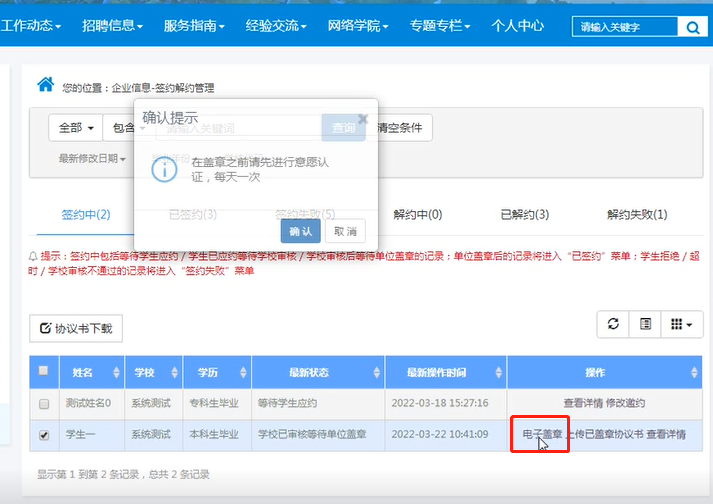 工作动态 招聘信息 服务指南 经验交流 网络学院 专题专栏 个人中心 请输入关键字
您的位置：企业信息-签约解约管理
确认提示
全部 包含 请输入关键词 查询 清空条件
最新修改日期
在盖章之前请先进行意愿认
证，每天一次
签约中(2) 已签约(3) 签约失败(5) 解约中(0) 已解约(3) 解约失败(1)
确 认 取 消
提示：签约中包括等待学生应约 / 学生已应约等待学校审核 / 学校审核后等待单位盖章的记录；单位盖章后的记录将进入“已签约”菜单；学生拒绝 / 超
时 / 学校审核不通过的记录将进入“签约失败”菜单
协议书下载
姓名 学校 学历 最新状态 最新操作时间 操作
测试姓名0 系统测试 专科生毕业 等待学生应约 2022-03-18 15:27:16 查看详情 修改邀约
学生一 系统测试 本科生毕业 学校已审核等待单位盖章 2022-03-22 10:41:09 电子盖章 上传已盖章协议书 查看详情
显示第 1 到第 2 条记录，总共 2 条记录